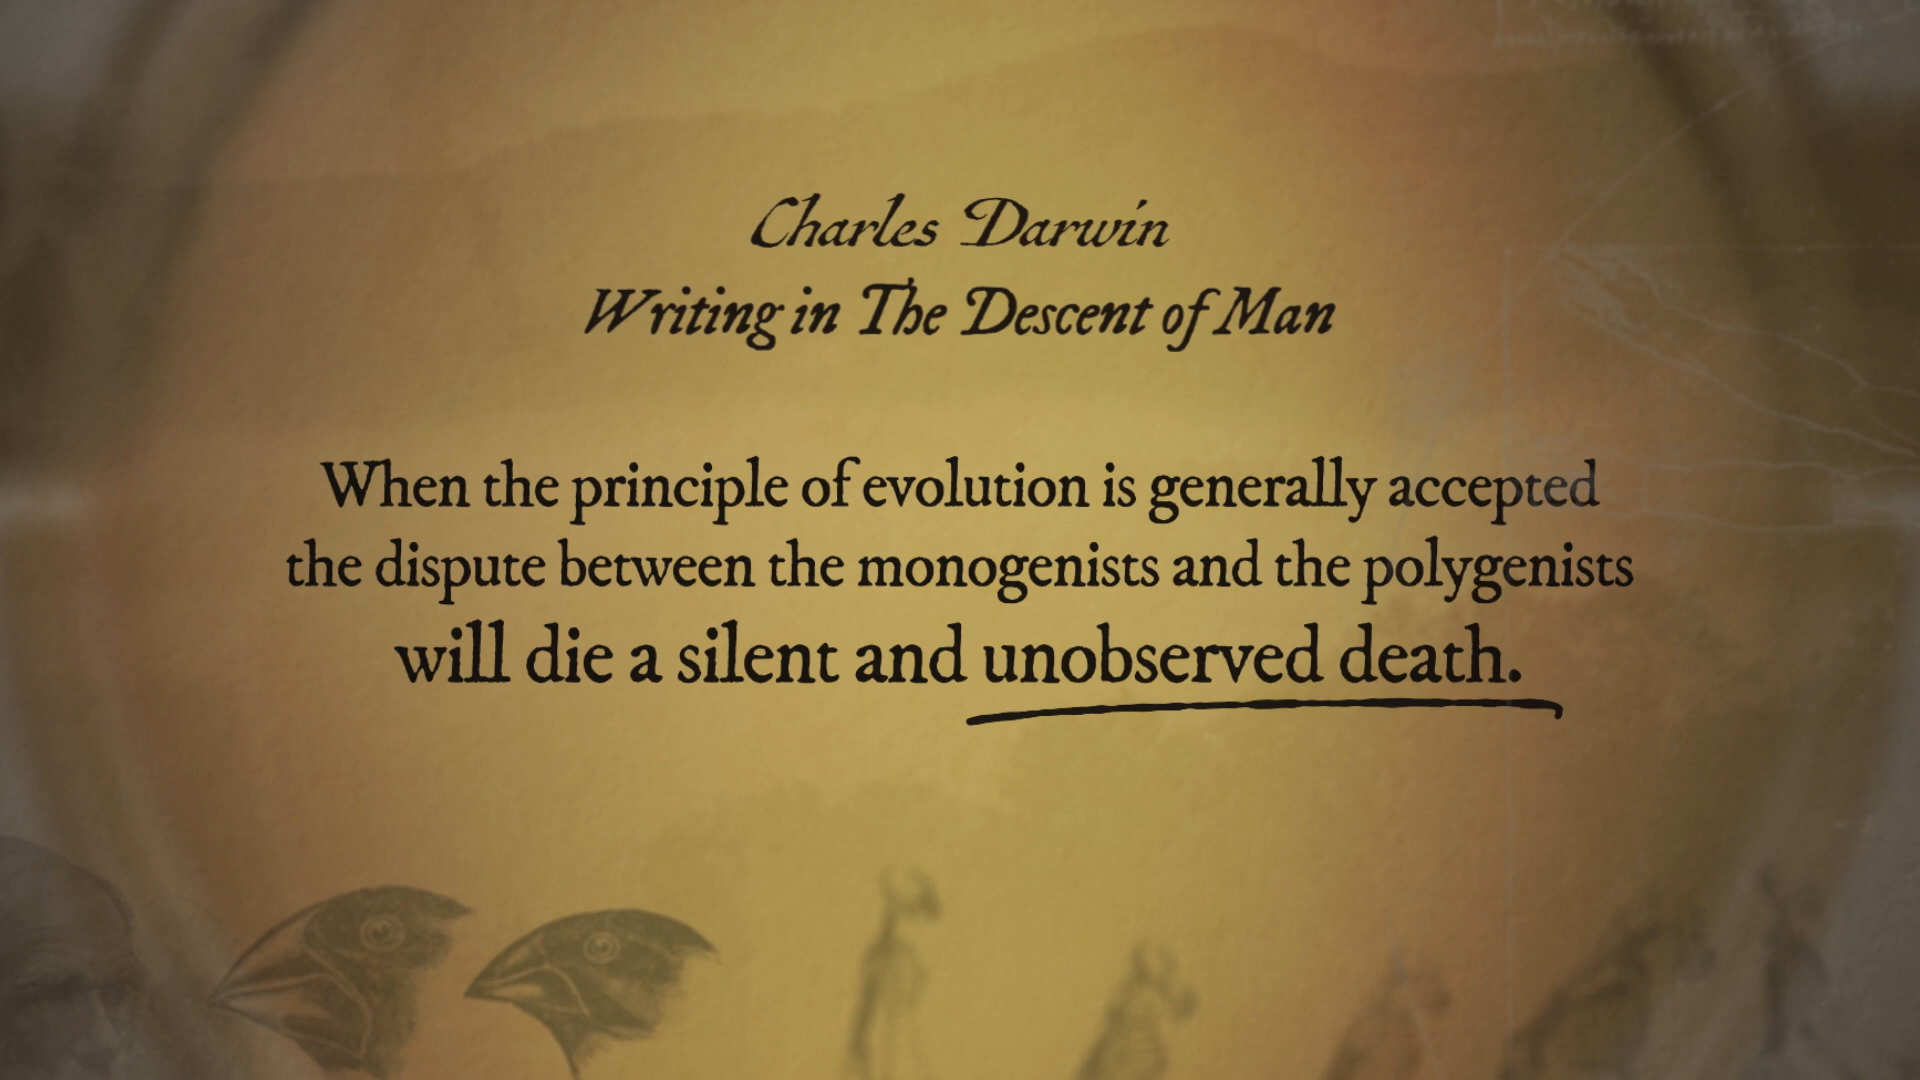 Charles Darwin
Writing in The Descent of Man
When the principle of evolution is generally accepted
the dispute between the monogenists and the polygenists
will die a silent and unobserved death.